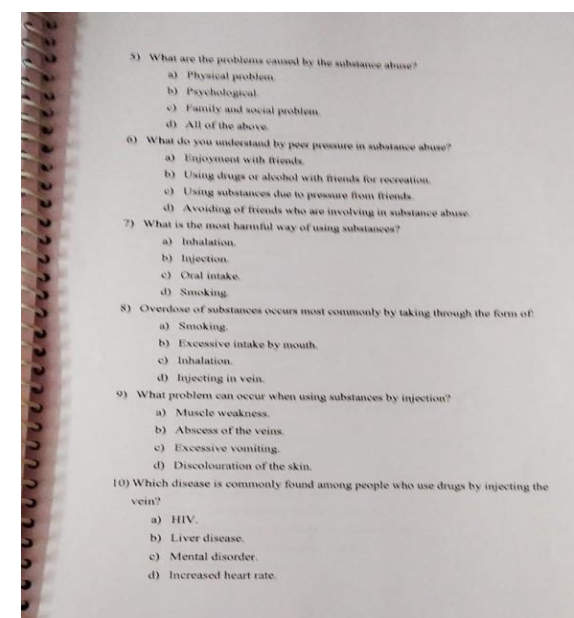 5) What are the problems caused by the substance abuse?
a) Physical problem
b) Psychological
c) Family and social problem.
d) All of the above.
6) What do you understand by peer pressure in substance abuse?
a) Enjoyment with friends.
b) Using drugs or alcohol with friends for recreation.
c) Using substances due to pressure from friends.
d) Avoiding of friends who are involving in substance abuse.
7) What is the most harmful way of using substances?
a) Inhalation.
b) Injection.
c) Oral intake.
d) Smoking.
8) Overdose of substances occurs most commonly by taking through the form of:
a) Smoking.
b) Excessive intake by mouth.
c) Inhalation.
d) Injecting in vein.
9) What problem can occur when using substances by injection?
a) Muscle weakness.
b) Abscess of the veins.
c) Excessive vomiting.
d) Discolouration of the skin.
10) Which disease is commonly found among people who use drugs by injecting the
vein?
a) HIV.
b) Liver disease.
c) Mental disorder.
d) Increased heart rate.